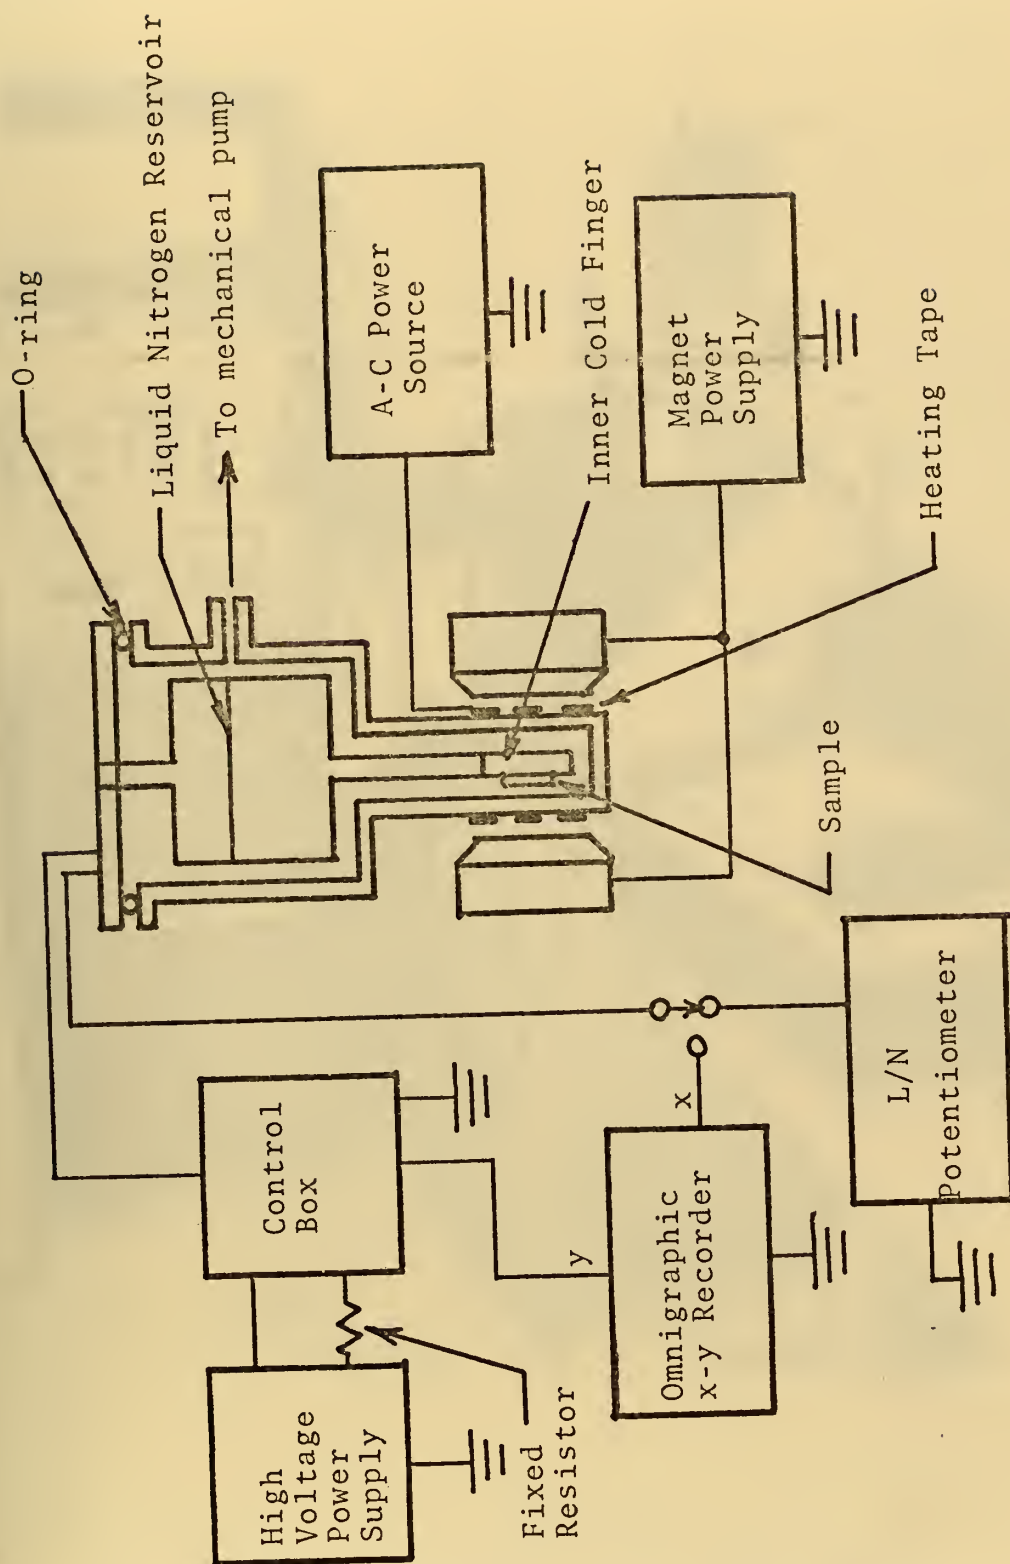 O-ring
Liquid Nitrogen Reservoir
To mechanical pump
A-C Power
Source
Inner Cold Finger
Magnet
Power
Supply
Heating Tape
Sample
Control
Box
High
Voltage
Power
Supply
Fixed
Resistor
y
x
Omnigraphic
x-y Recorder
L/N
Potentiometer